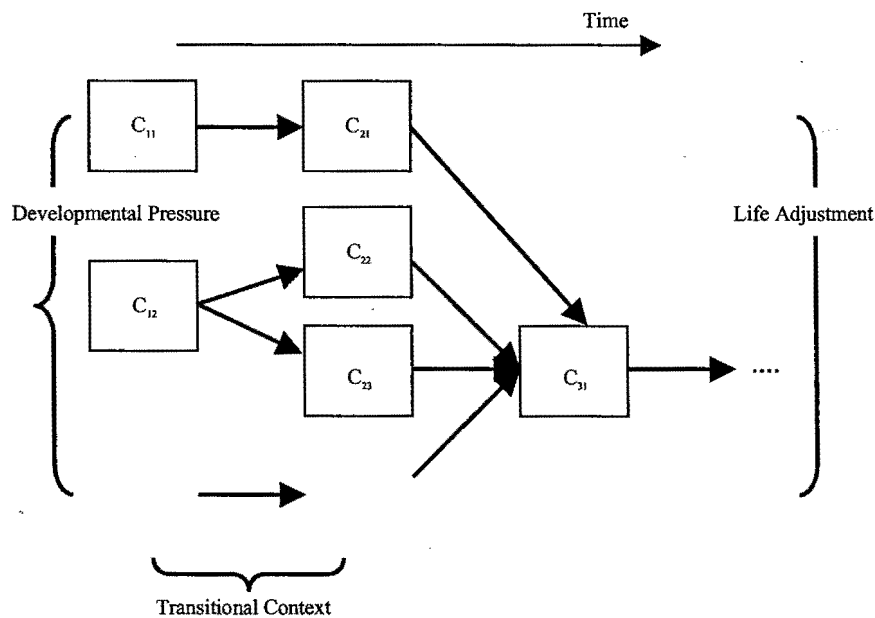 Time
C₁₁
C₂₁
Developmental Pressure
Life Adjustment
C₂₂
C₁₂
C₂₃
C₃₁
....
Transitional Context